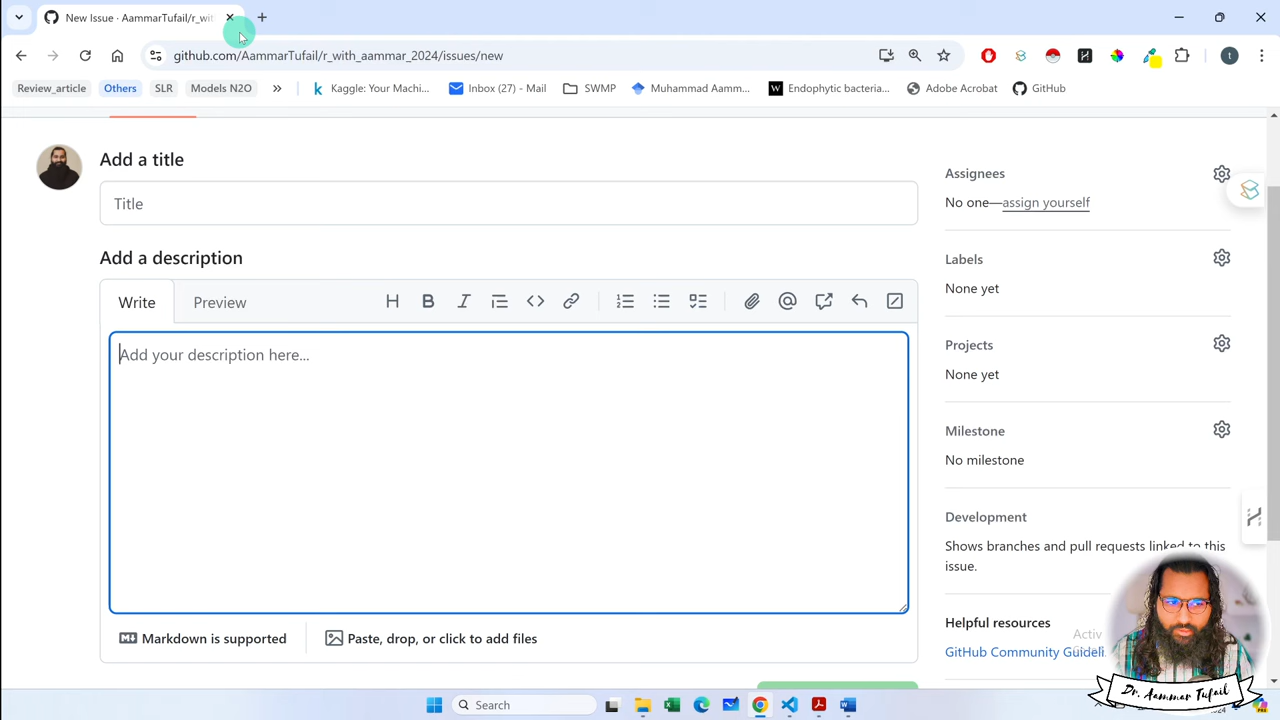 New Issue · AammarTufail/r_wit
github.com/AammarTufail/r_with_aammar_2024/issues/new
Review_article
Others
SLR
Models N2O
Kaggle: Your Machi...
Inbox (27) - Mail
SWMP
Muhammad Aamm...
Endophytic bacteria...
Adobe Acrobat
GitHub
Add a title
Title
Add a description
Write
Preview
Add your description here...
Markdown is supported
Paste, drop, or click to add files
Assignees
No one—assign yourself
Labels
None yet
Projects
None yet
Milestone
No milestone
Development
Shows branches and pull requests linked to this
issue.
Helpful resources
GitHub Community Guideli
Activ
Dr. Aammar Tufail
Search